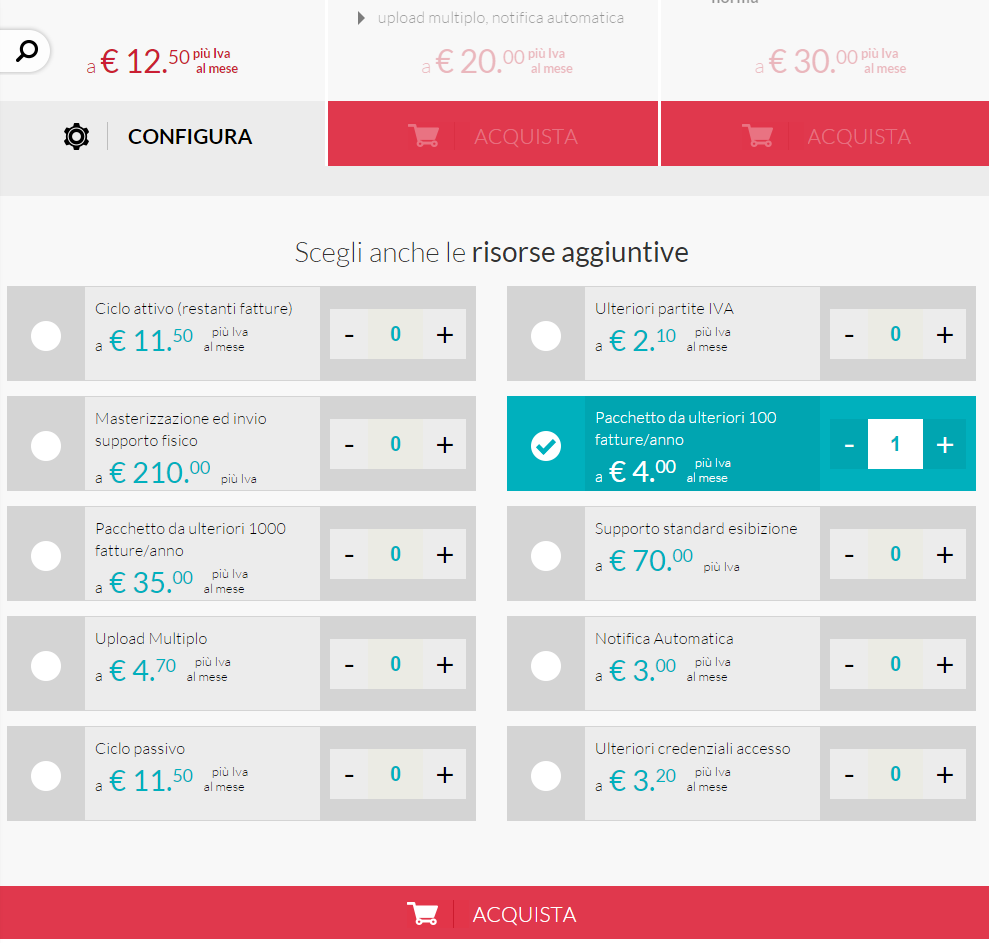 norma
upload multiplo, notifica automatica
a € 12.50 più Iva al mese
a € 20.00 più Iva al mese
a € 30.00 più Iva al mese
CONFIGURA
ACQUISTA
ACQUISTA
Scegli anche le risorse aggiuntive
Ciclo attivo (restanti fatture)
a € 11.50 più Iva al mese
- 0 +
Ulteriori partite IVA
a € 2.10 più Iva al mese
- 0 +
Masterizzazione ed invio
supporto fisico
a € 210.00 più Iva
- 0 +
Pacchetto da ulteriori 100
fatture/anno
a € 4.00 più Iva al mese
- 1 +
Pacchetto da ulteriori 1000
fatture/anno
a € 35.00 più Iva al mese
- 0 +
Supporto standard esibizione
a € 70.00 più Iva
- 0 +
Upload Multiplo
a € 4.70 più Iva al mese
- 0 +
Notifica Automatica
a € 3.00 più Iva al mese
- 0 +
Ciclo passivo
a € 11.50 più Iva al mese
- 0 +
Ulteriori credenziali accesso
a € 3.20 più Iva al mese
- 0 +
ACQUISTA